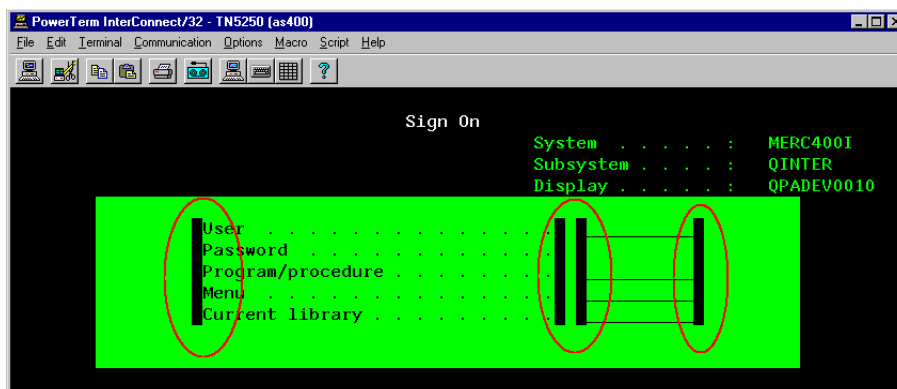 PowerTerm InterConnect/32 - TN5250 (as400)
File Edit Terminal Communication Options Macro Script Help
Sign On
System . . . . . : MERC400I
Subsystem . . . . : QINTER
Display . . . . . : QPADEV0010
User . . . . . . . . . . . . . .
Password . . . . . . . . . . . .
Program/procedure . . . . . . . .
Menu . . . . . . . . . . . . . .
Current library . . . . . . . . .